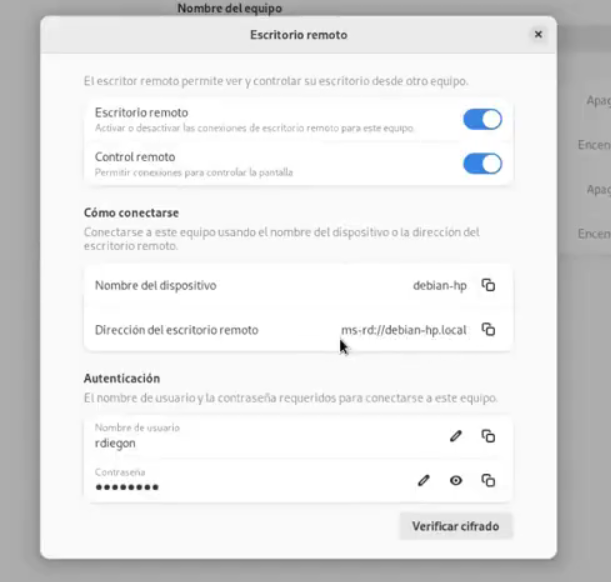 Nombre del equipo
Escritorio remoto
El escritor remoto permite ver y controlar su escritorio desde otro equipo.
Escritorio remoto
Activar o desactivar las conexiones de escritorio remoto para este equipo.
Control remoto
Permitir conexiones para controlar la pantalla
Apag
Encen
Apag
Encen
Cómo conectarse
Conectarse a este equipo usando el nombre del dispositivo o la dirección del
escritorio remoto.
Nombre del dispositivo debian-hp
Dirección del escritorio remoto ms-rd://debian-hp.local
Autenticación
El nombre de usuario y la contraseña requeridos para conectarse a este equipo.
Nombre de usuario
rdiegon
Contraseña
••••••••
Verificar cifrado